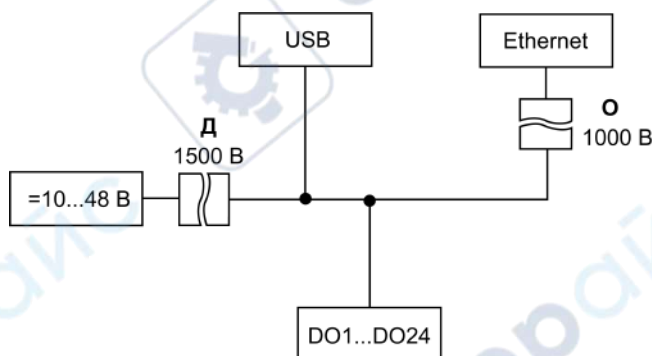 USB
Ethernet
Д
1500 В
О
1000 В
=10...48 В
DO1...DO24